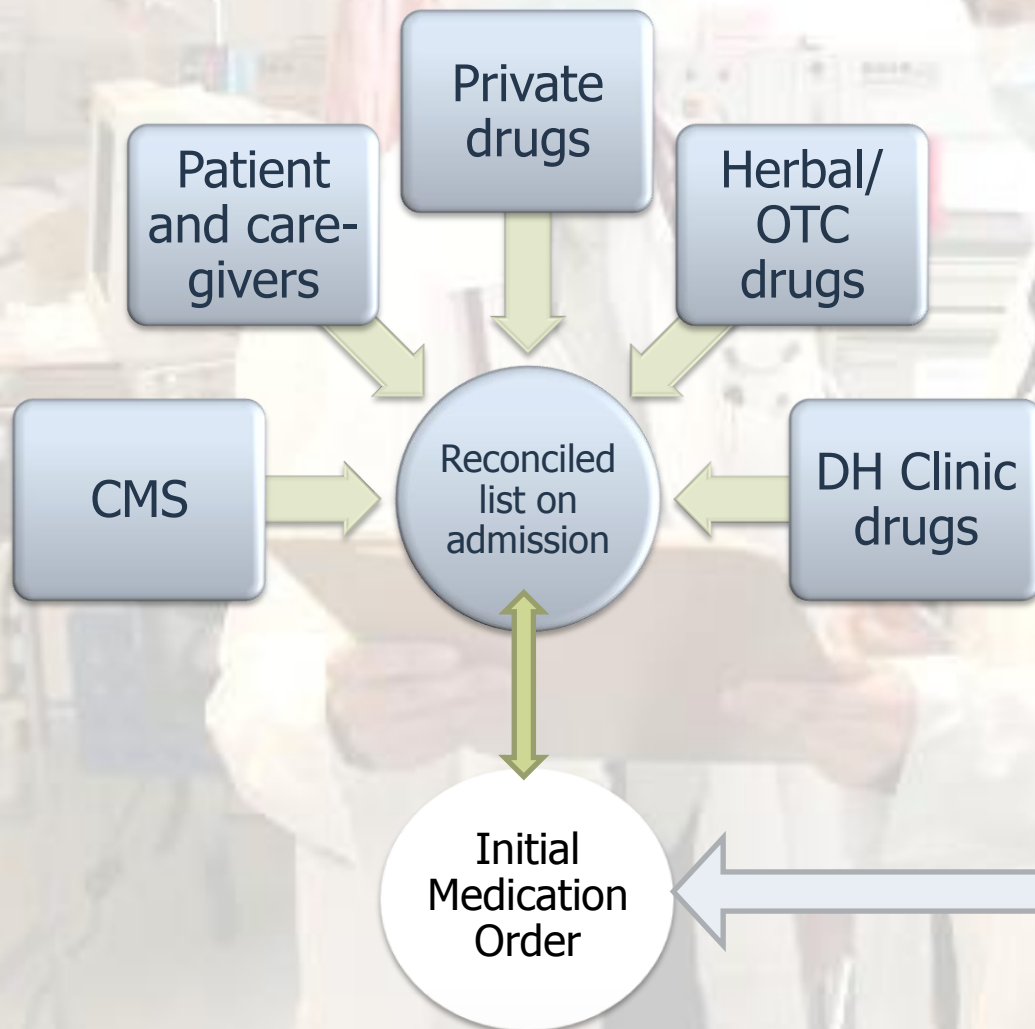 Private
drugs
Patient
and care-
givers
Herbal/
OTC
drugs
CMS
Reconciled
list on
admission
DH Clinic
drugs
Initial
Medication
Order